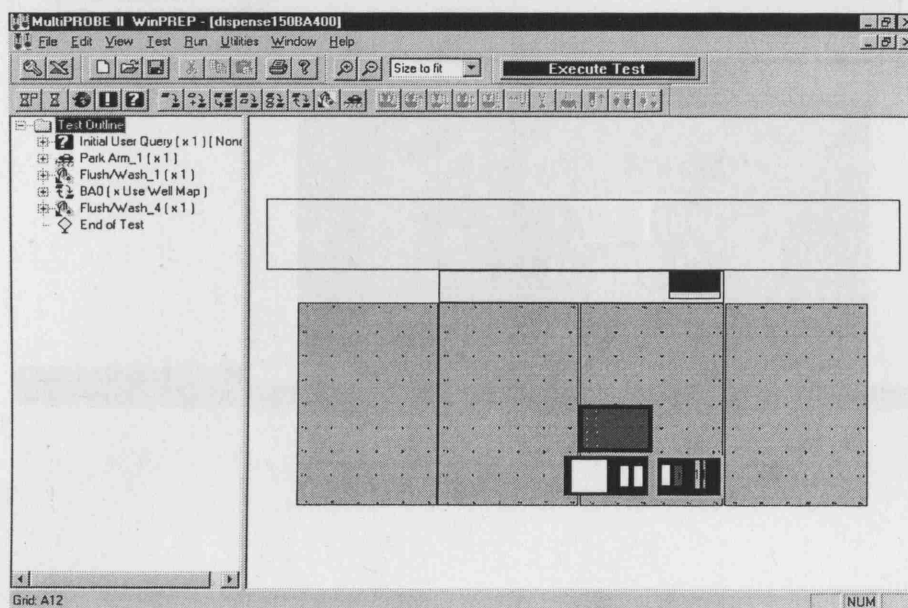 MultiPROBE II WinPREP - [dispense150BA400]
File Edit View Test Run Utilities Window Help
Size to fit
Execute Test
Test Outline
Initial User Query ( x 1 ) [ None
Park Arm_1 ( x 1 )
Flush/Wash_1 ( x 1 )
BA0 ( x Use Well Map )
Flush/Wash_4 ( x 1 )
End of Test
Grid: A12
NUM